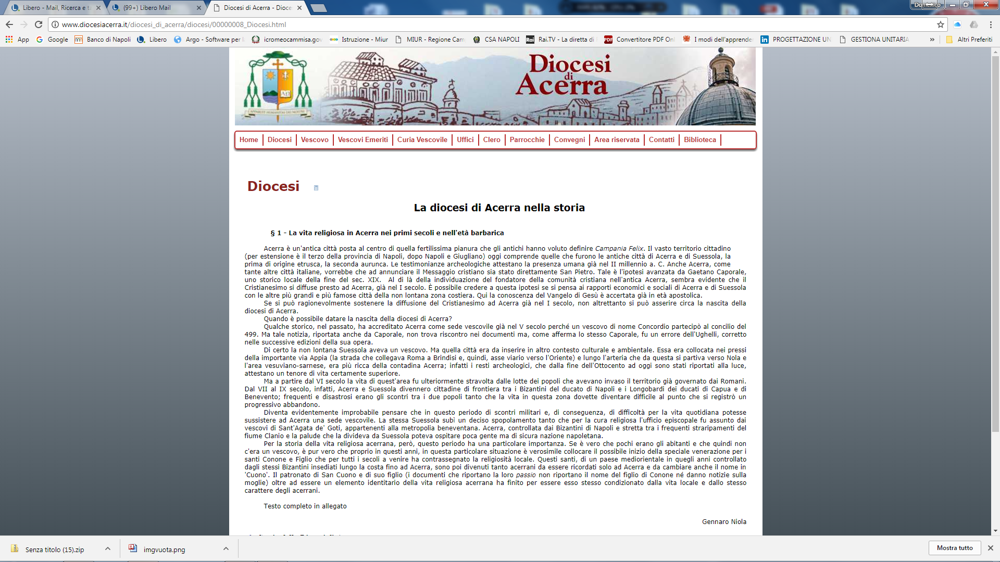 Libero - Mail, Ricerca e ta
(99+) Libero Mail
Diocesi di Acerra - Dioce
www.diocesiacerra.it/diocesi_di_acerra/diocesi/00000008_Diocesi.html
App Google Banco di Napoli Libero Argo - Software per icromeocammisa.gov Istruzione - Miur MIUR - Regione Cam CSA NAPOLI Rai.TV - La diretta di Convertitore PDF Onl I modi dell'apprender PROGETTAZIONE UN GESTIONA UNITARIA » Altri Preferiti
Diocesi
di
Acerra
Home Diocesi Vescovo Vescovi Emeriti Curia Vescovile Uffici Clero Parrocchie Convegni Area riservata Contatti Biblioteca
Diocesi
La diocesi di Acerra nella storia
§ 1 - La vita religiosa in Acerra nei primi secoli e nell'età barbarica
Acerra è un'antica città posta al centro di quella fertilissima pianura che gli antichi hanno voluto definire Campania Felix. Il vasto territorio cittadino
(per estensione è il terzo della provincia di Napoli, dopo Napoli e Giugliano) oggi comprende quelle che furono le antiche città di Acerra e di Suessola, la
prima di origine etrusca, la seconda aurunca. Le testimonianze archeologiche attestano la presenza umana già nel II millennio a. C. Anche Acerra, come
tante altre città italiane, vorrebbe che ad annunciare il Messaggio cristiano sia stato direttamente San Pietro. Tale è l'ipotesi avanzata da Gaetano Caporale,
uno storico locale della fine del sec. XIX. Al di là della individuazione del fondatore della comunità cristiana nell'antica Acerra, sembra evidente che il
Cristianesimo si diffuse presto ad Acerra, già nel I secolo. È possibile credere a questa ipotesi se si pensa ai rapporti economici e sociali di Acerra e di Suessola
con le altre più grandi e più famose città della non lontana zona costiera. Qui la conoscenza del Vangelo di Gesù è accertata già in età apostolica.
Se si può ragionevolmente sostenere la diffusione del Cristianesimo ad Acerra già nel I secolo, non altrettanto si può asserire circa la nascita della
diocesi di Acerra.
Quando è possibile datare la nascita della diocesi di Acerra?
Qualche storico, nel passato, ha accreditato Acerra come sede vescovile già nel V secolo perché un vescovo di nome Concordio partecipò al concilio del
499. Ma tale notizia, riportata anche da Caporale, non trova riscontro nei documenti ma, come afferma lo stesso Caporale, fu un errore dell'Ughelli, corretto
nelle successive edizioni della sua opera.
Di certo la non lontana Suessola aveva un vescovo. Ma quella città era da inserire in altro contesto culturale e ambientale. Essa era collocata nei pressi
della importante via Appia (la strada che collegava Roma a Brindisi e, quindi, asse viario verso l'Oriente) e lungo l'arteria che da questa si partiva verso Nola e
l'area vesuviano-sarnese, era più ricca della contadina Acerra; infatti i resti archeologici, che dalla fine dell'Ottocento ad oggi sono stati riportati alla luce,
attestano un tenore di vita certamente superiore.
Ma a partire dal VI secolo la vita di quest'area fu ulteriormente stravolta dalle lotte dei popoli che avevano invaso il territorio già governato dai Romani.
Dal VII al IX secolo, infatti, Acerra e Suessola divennero cittadine di frontiera tra i Bizantini del ducato di Napoli e i Longobardi dei ducati di Capua e di
Benevento; frequenti e disastrosi erano gli scontri tra i due popoli tanto che la vita in questa zona dovette diventare difficile al punto che si registrò un
progressivo abbandono.
Diventa evidentemente improbabile pensare che in questo periodo di scontri militari e, di conseguenza, di difficoltà per la vita quotidiana potesse
sussistere ad Acerra una sede vescovile. La stessa Suessola subì un deciso spopolamento tanto che per la cura religiosa l'ufficio episcopale fu assunto dai
vescovi di Sant'Agata de' Goti, appartenenti alla metropolia beneventana. Acerra, controllata dai Bizantini di Napoli e stretta tra i frequenti straripamenti del
fiume Clanio e la palude che la divideva da Suessola poteva ospitare poca gente ma di sicura nazione napoletana.
Per la storia della vita religiosa acerrana, però, questo periodo ha una particolare importanza. Se è vero che pochi erano gli abitanti e che quindi non
c'era un vescovo, è pur vero che proprio in questi anni, in questa particolare situazione è verosimile collocare il possibile inizio della speciale venerazione per i
santi Conone e Figlio che per tutti i secoli a venire ha contrassegnato la religiosità locale. Questi santi, di un paese mediorientale in quegli anni controllato
dagli stessi Bizantini insediati lungo la costa fino ad Acerra, sono poi divenuti tanto acerrani da essere ricordati solo ad Acerra e da cambiare anche il nome in
'Cuono'. Il patronato di San Cuono e di suo figlio (i documenti che riportano la loro passio non riportano il nome del figlio di Conone né danno notizie sulla
moglie) oltre ad essere un elemento identitario della vita religiosa acerrana ha finito per essere esso stesso condizionato dalla vita locale e dallo stesso
carattere degli acerrani.
Testo completo in allegato
Gennaro Niola
Senza titolo (15).zip
imgvuota.png
Mostra tutto